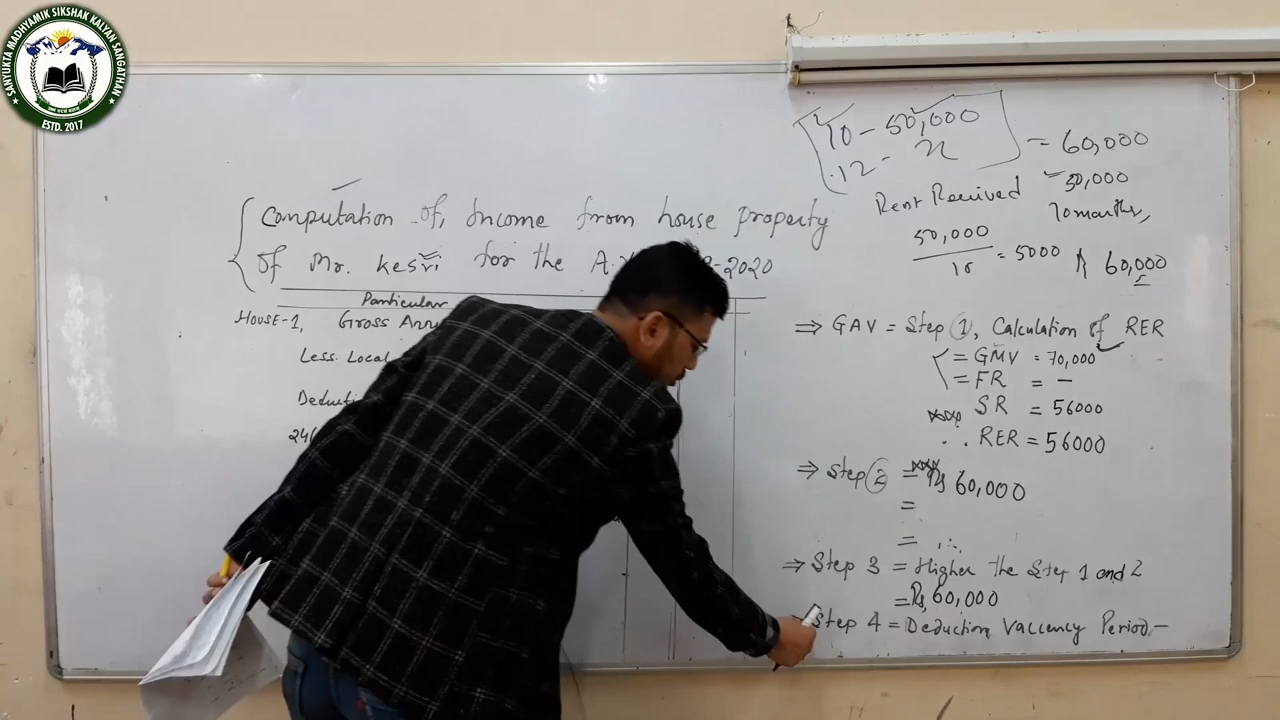 SANYUKTA MADHYAMIK SIKSHAK KALYAN SANGATHAN
ESTD. 2017
Computation of Income from house property
of Mr. Kesri for the A.Y. -2020
Particular
House-1, Gross Ann
Less. Local
Deducti
24(
10 - 50,000
12 - x
= 60,000
Rent Received 50,000
10 months,
50,000
10
= 5000
60,000
⇒ GAV = Step 1, Calculation of RER
= GMV = 70,000
= FR = -
SR = 56000
∴ RER = 56000
⇒ Step 2 = Rs 60,000
=
= ∴
⇒ Step 3 = Higher the Step 1 and 2
= Rs, 60,000
Step 4 = Deduction Vaccency Period -